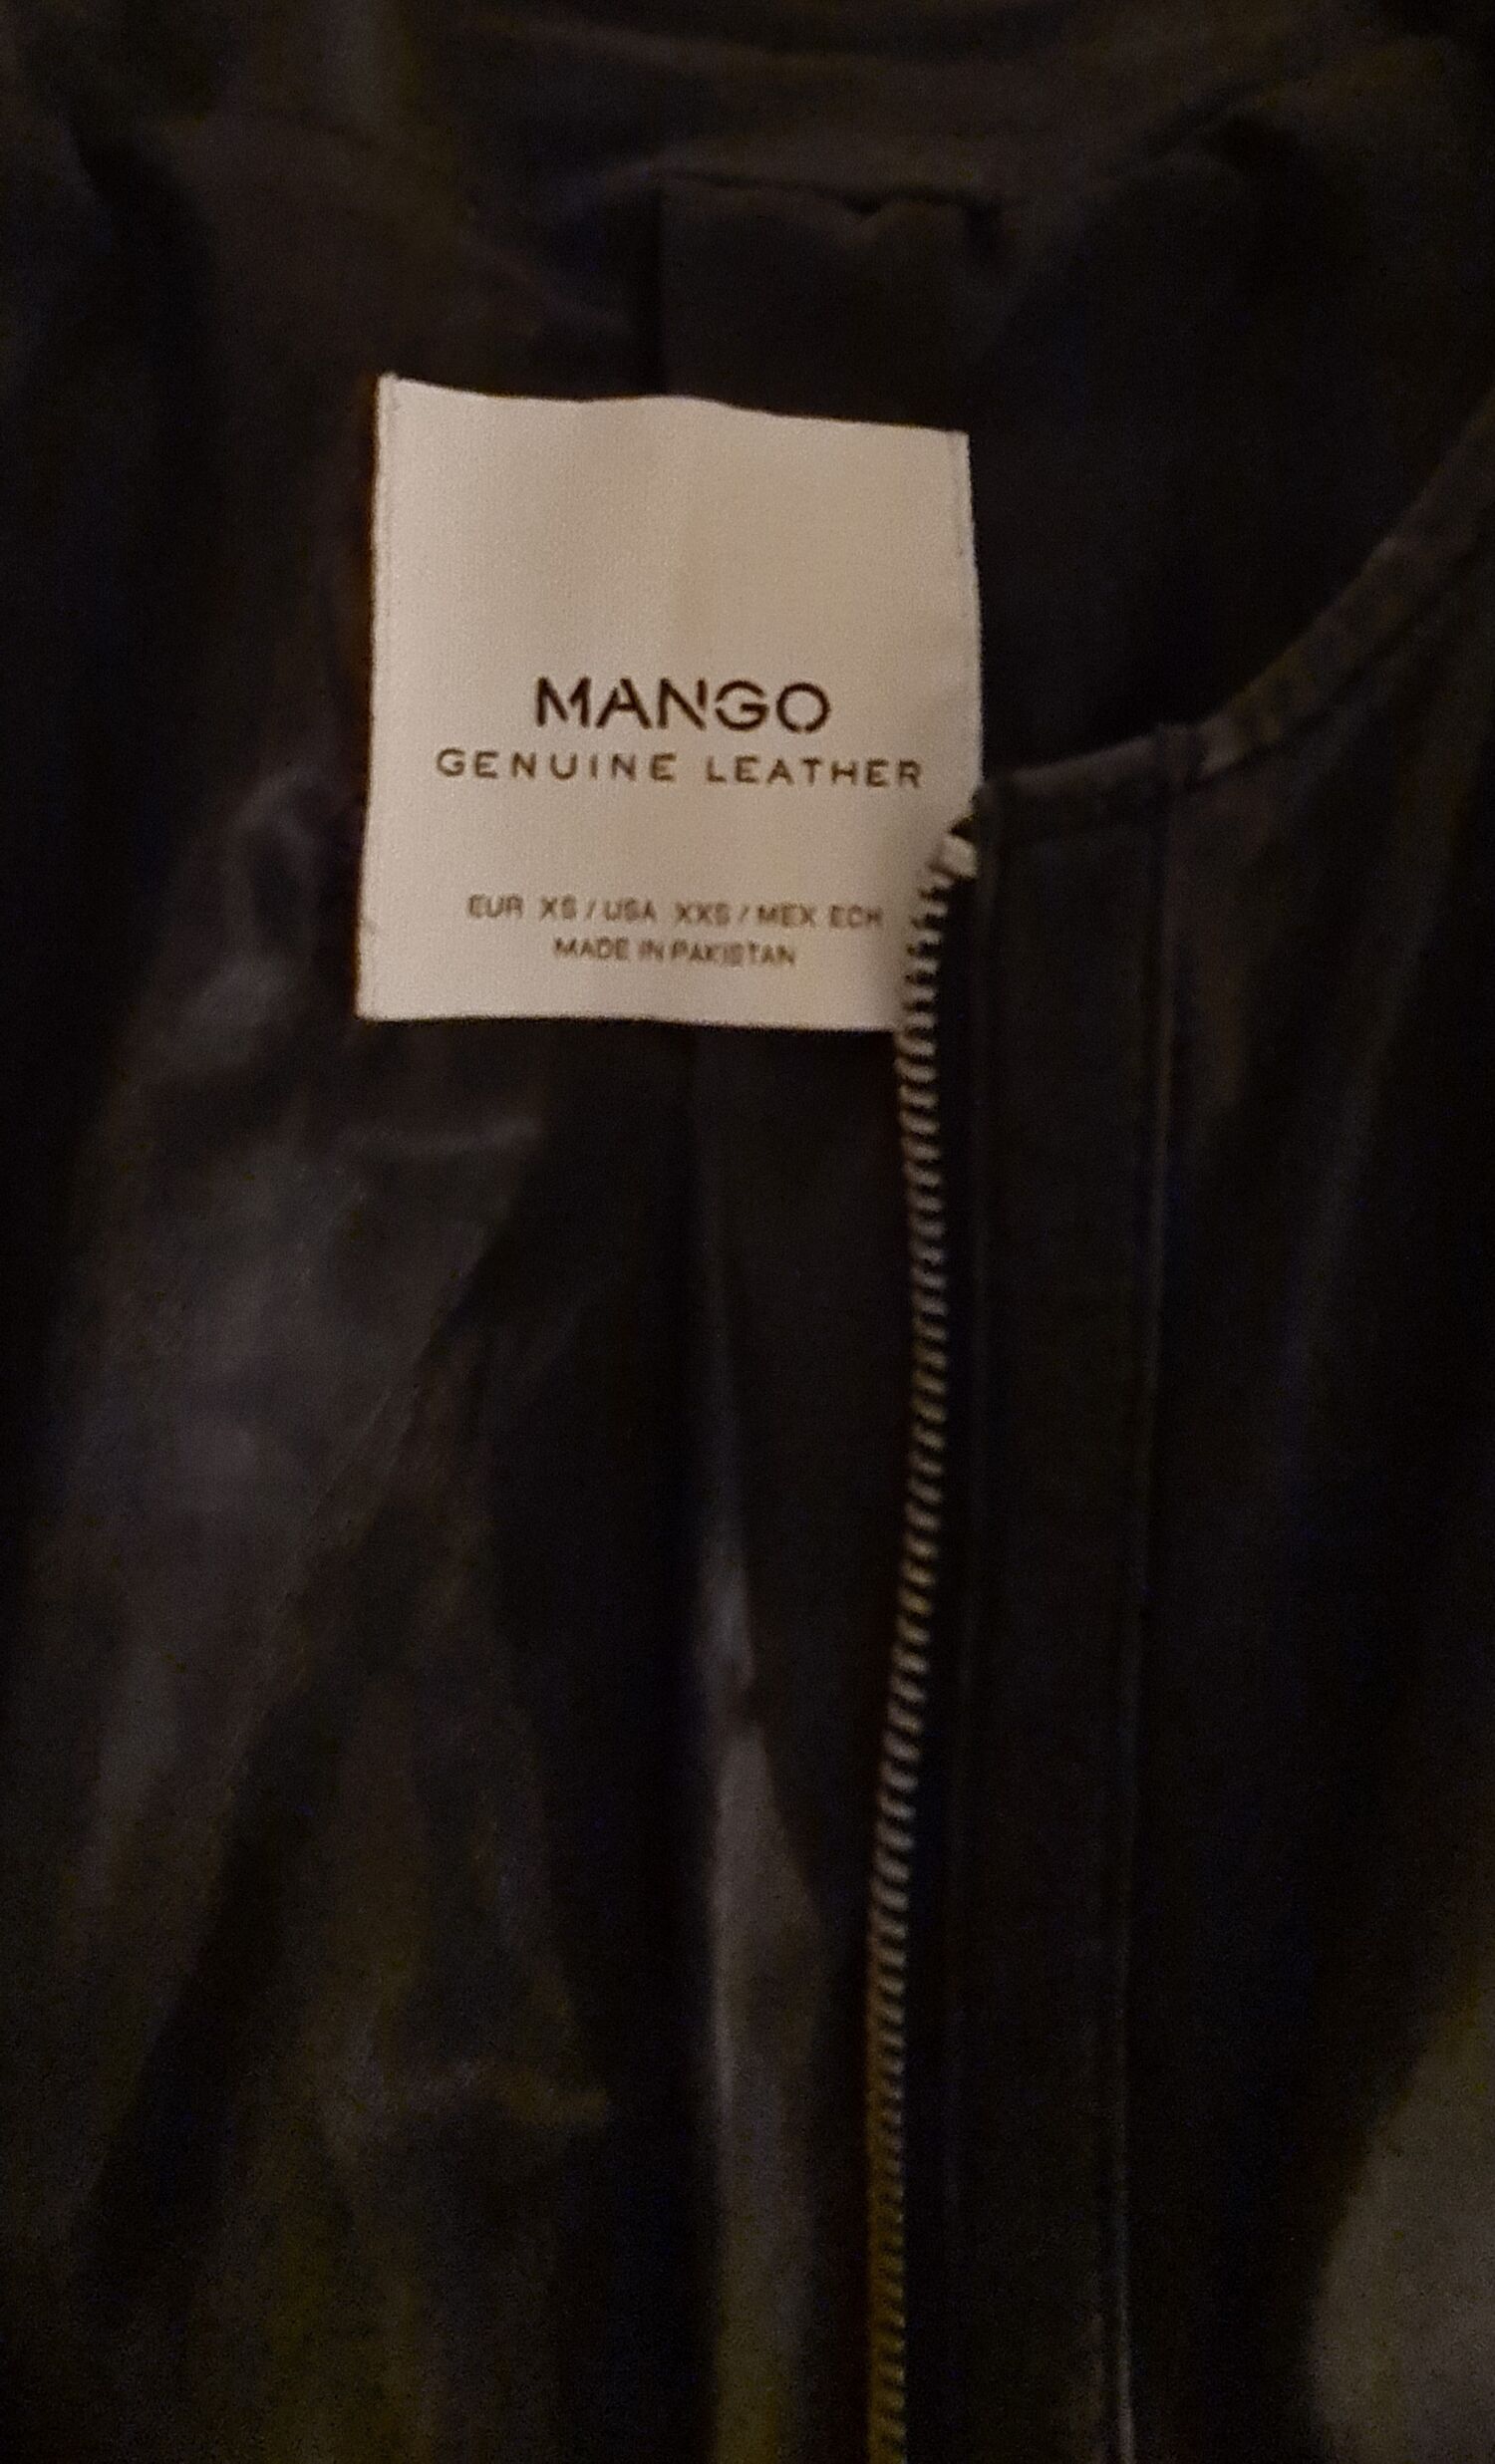 MANGO
GENUINE LEATHER
EUR XS / USA XXS / MEX ECH
MADE IN PAKISTAN